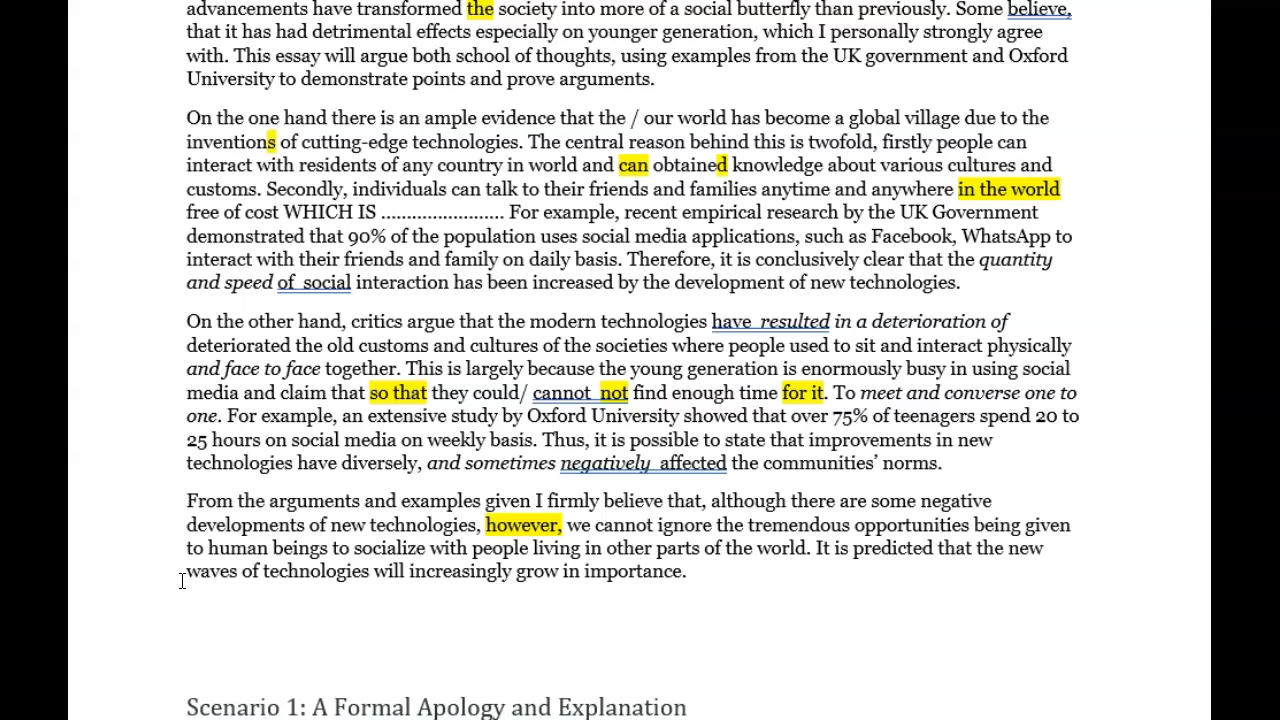 advancements have transformed the society into more of a social butterfly than previously. Some believe,
that it has had detrimental effects especially on younger generation, which I personally strongly agree
with. This essay will argue both school of thoughts, using examples from the UK government and Oxford
University to demonstrate points and prove arguments.
On the one hand there is an ample evidence that the / our world has become a global village due to the
inventions of cutting-edge technologies. The central reason behind this is twofold, firstly people can
interact with residents of any country in world and can obtained knowledge about various cultures and
customs. Secondly, individuals can talk to their friends and families anytime and anywhere in the world
free of cost WHICH IS ........................ For example, recent empirical research by the UK Government
demonstrated that 90% of the population uses social media applications, such as Facebook, WhatsApp to
interact with their friends and family on daily basis. Therefore, it is conclusively clear that the quantity
and speed of social interaction has been increased by the development of new technologies.
On the other hand, critics argue that the modern technologies have resulted in a deterioration of
deteriorated the old customs and cultures of the societies where people used to sit and interact physically
and face to face together. This is largely because the young generation is enormously busy in using social
media and claim that so that they could/ cannot not find enough time for it. To meet and converse one to
one. For example, an extensive study by Oxford University showed that over 75% of teenagers spend 20 to
25 hours on social media on weekly basis. Thus, it is possible to state that improvements in new
technologies have diversely, and sometimes negatively affected the communities' norms.
From the arguments and examples given I firmly believe that, although there are some negative
developments of new technologies, however, we cannot ignore the tremendous opportunities being given
to human beings to socialize with people living in other parts of the world. It is predicted that the new
waves of technologies will increasingly grow in importance.
Scenario 1: A Formal Apology and Explanation